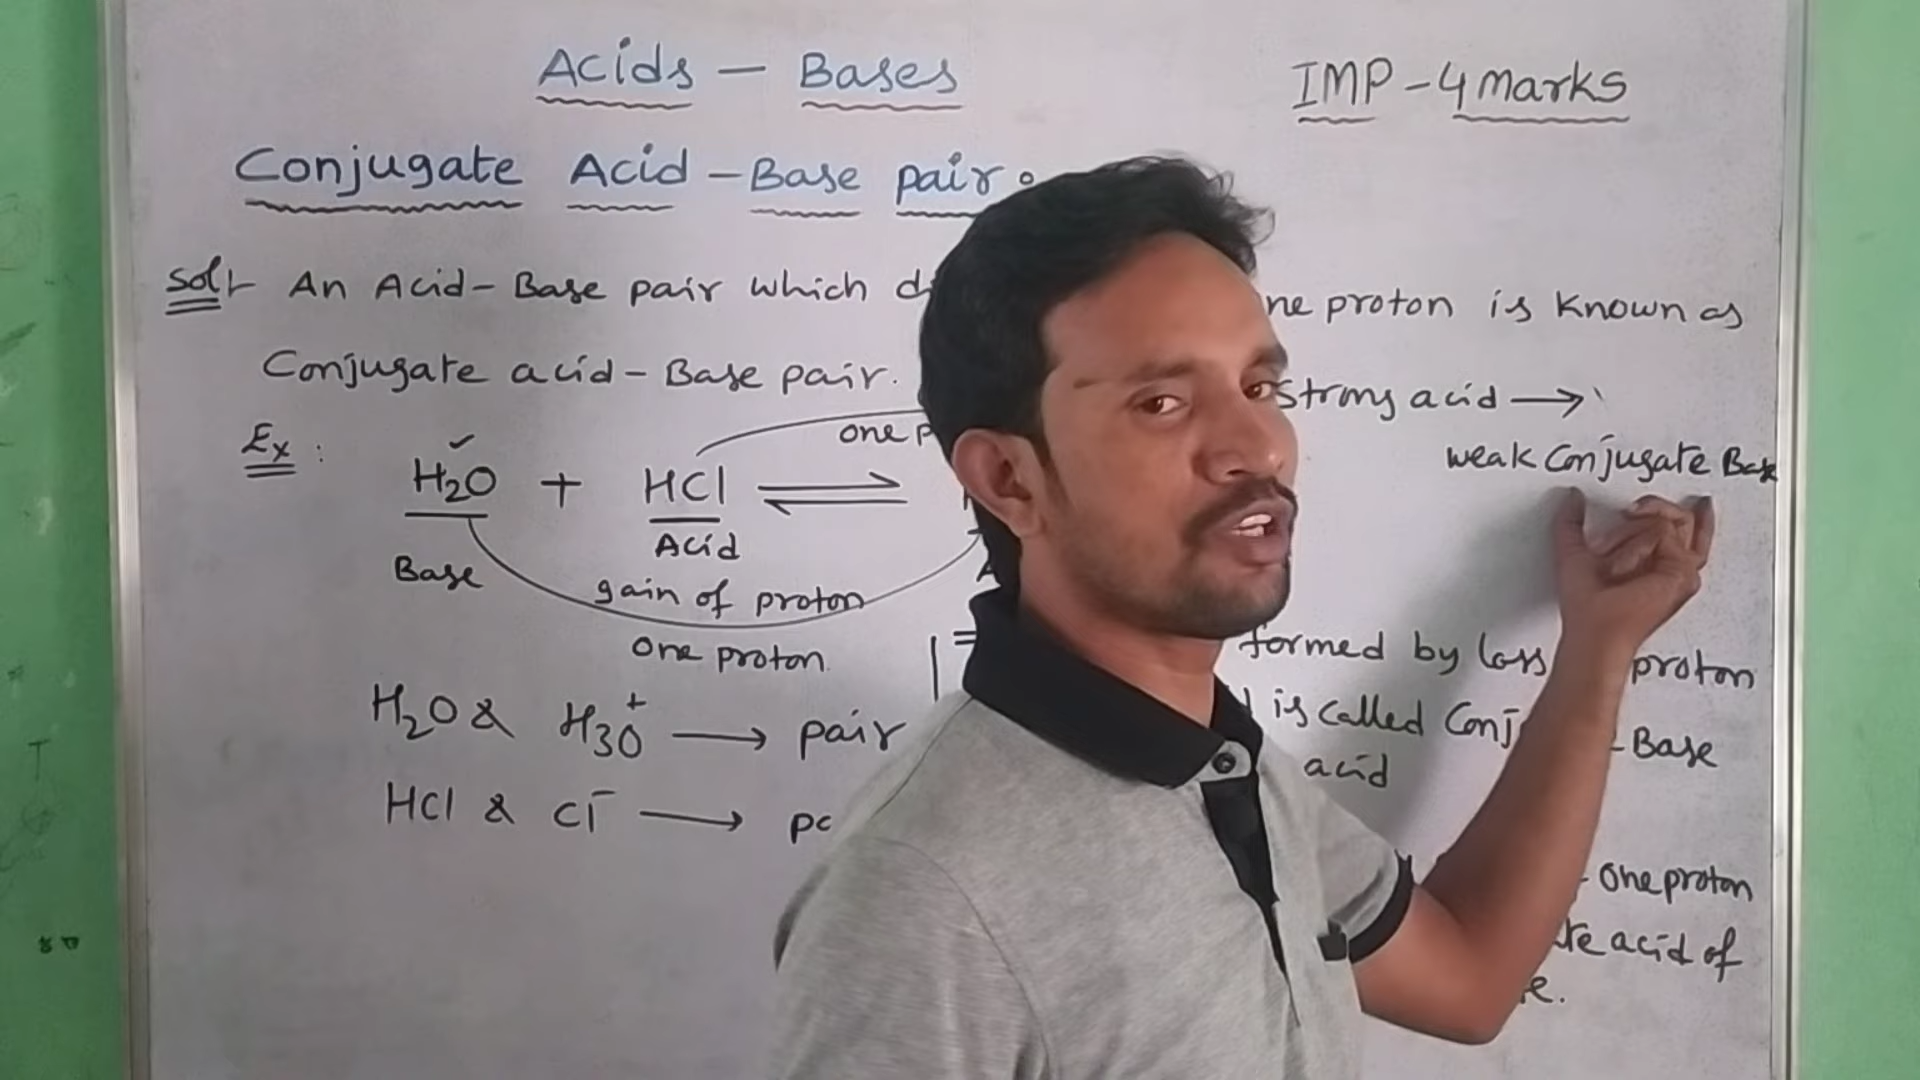 Acids - Bases
IMP - 4 Marks
Conjugate Acid - Base pair:
Sol:- An Acid - Base pair which
ne proton is known as
Conjugate acid - Base pair.
strong acid →
weak Conjugate Base
Ex :
one p
H2O + HCl ⇌
Base
Acid
gain of proton
one proton
formed by loss
proton
H2O & H3O+ → pair
is called Conj
- Base
acid
HCl & Cl- →
- One proton
acid of